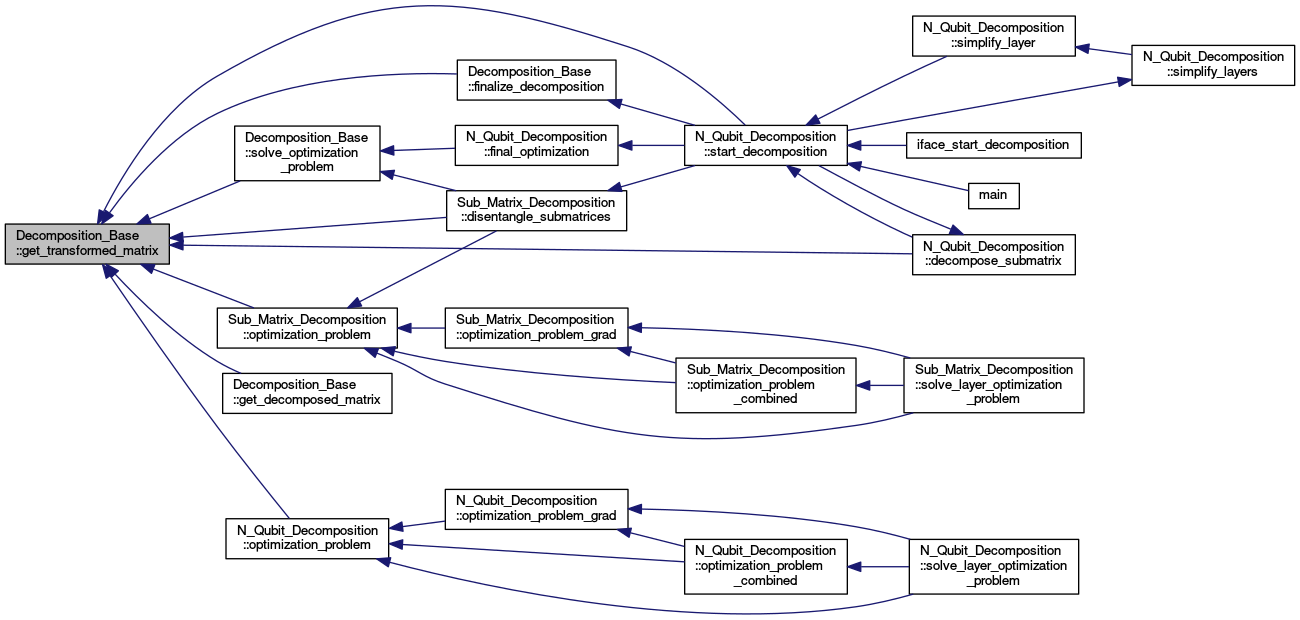 N_Qubit_Decomposition
::simplify_layer
N_Qubit_Decomposition
::simplify_layers
Decomposition_Base
::finalize_decomposition
Decomposition_Base
::solve_optimization
_problem
N_Qubit_Decomposition
::final_optimization
N_Qubit_Decomposition
::start_decomposition
iface_start_decomposition
main
Sub_Matrix_Decomposition
::disentangle_submatrices
Decomposition_Base
::get_transformed_matrix
N_Qubit_Decomposition
::decompose_submatrix
Sub_Matrix_Decomposition
::optimization_problem
Sub_Matrix_Decomposition
::optimization_problem_grad
Sub_Matrix_Decomposition
::optimization_problem
_combined
Sub_Matrix_Decomposition
::solve_layer_optimization
_problem
Decomposition_Base
::get_decomposed_matrix
N_Qubit_Decomposition
::optimization_problem
N_Qubit_Decomposition
::optimization_problem_grad
N_Qubit_Decomposition
::optimization_problem
_combined
N_Qubit_Decomposition
::solve_layer_optimization
_problem